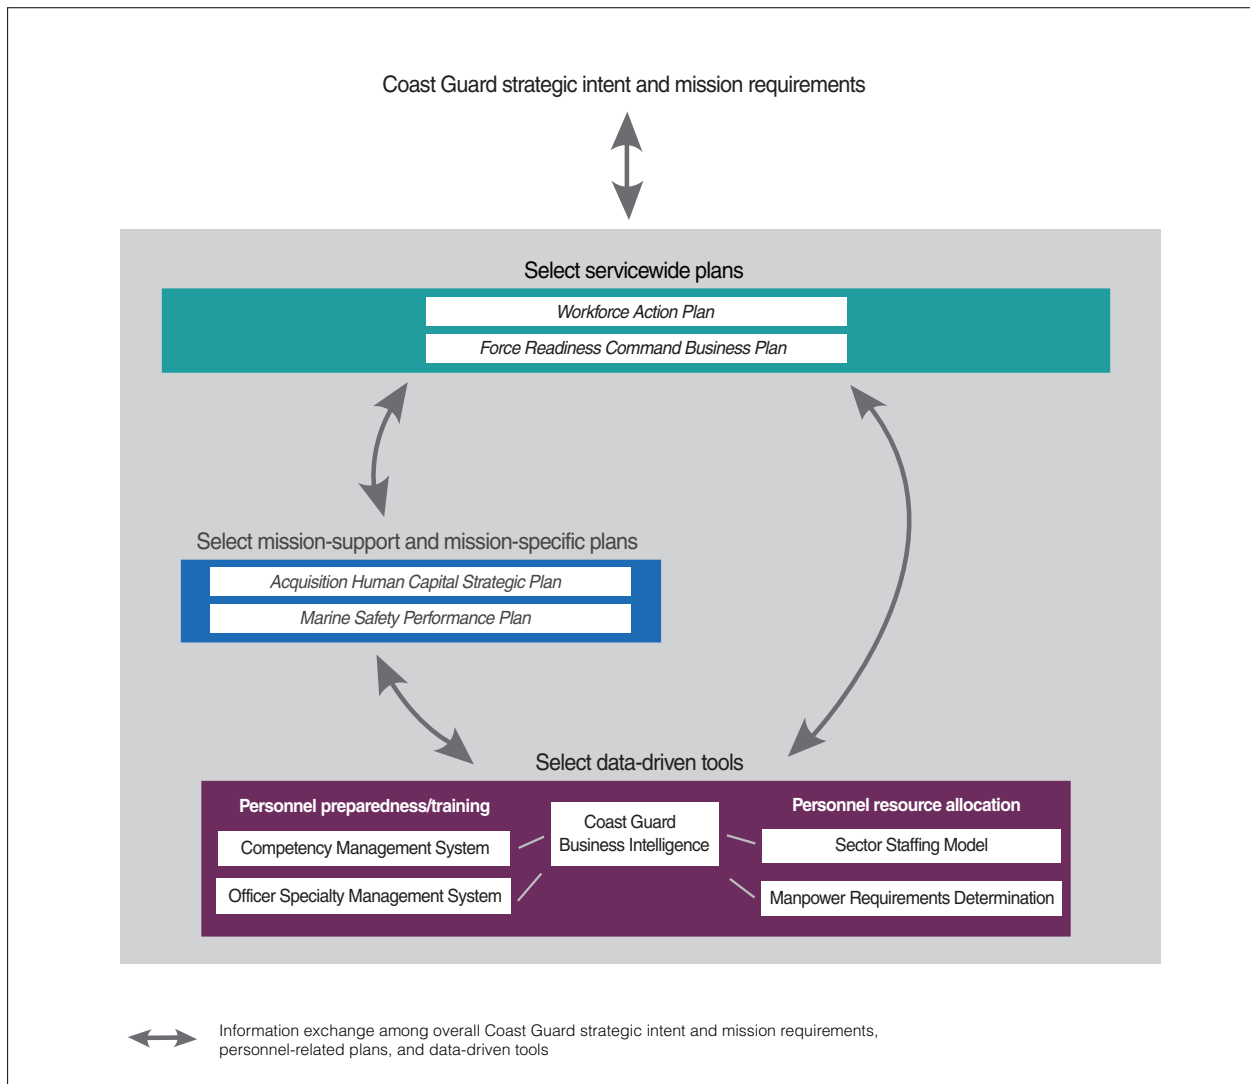 Coast Guard strategic intent and mission requirements
Select servicewide plans
Workforce Action Plan
Force Readiness Command Business Plan
Select mission-support and mission-specific plans
Acquisition Human Capital Strategic Plan
Marine Safety Performance Plan
Select data-driven tools
Personnel preparedness/training
Competency Management System
Officer Specialty Management System
Coast Guard
Business Intelligence
Personnel resource allocation
Sector Staffing Model
Manpower Requirements Determination
Information exchange among overall Coast Guard strategic intent and mission requirements,
personnel-related plans, and data-driven tools